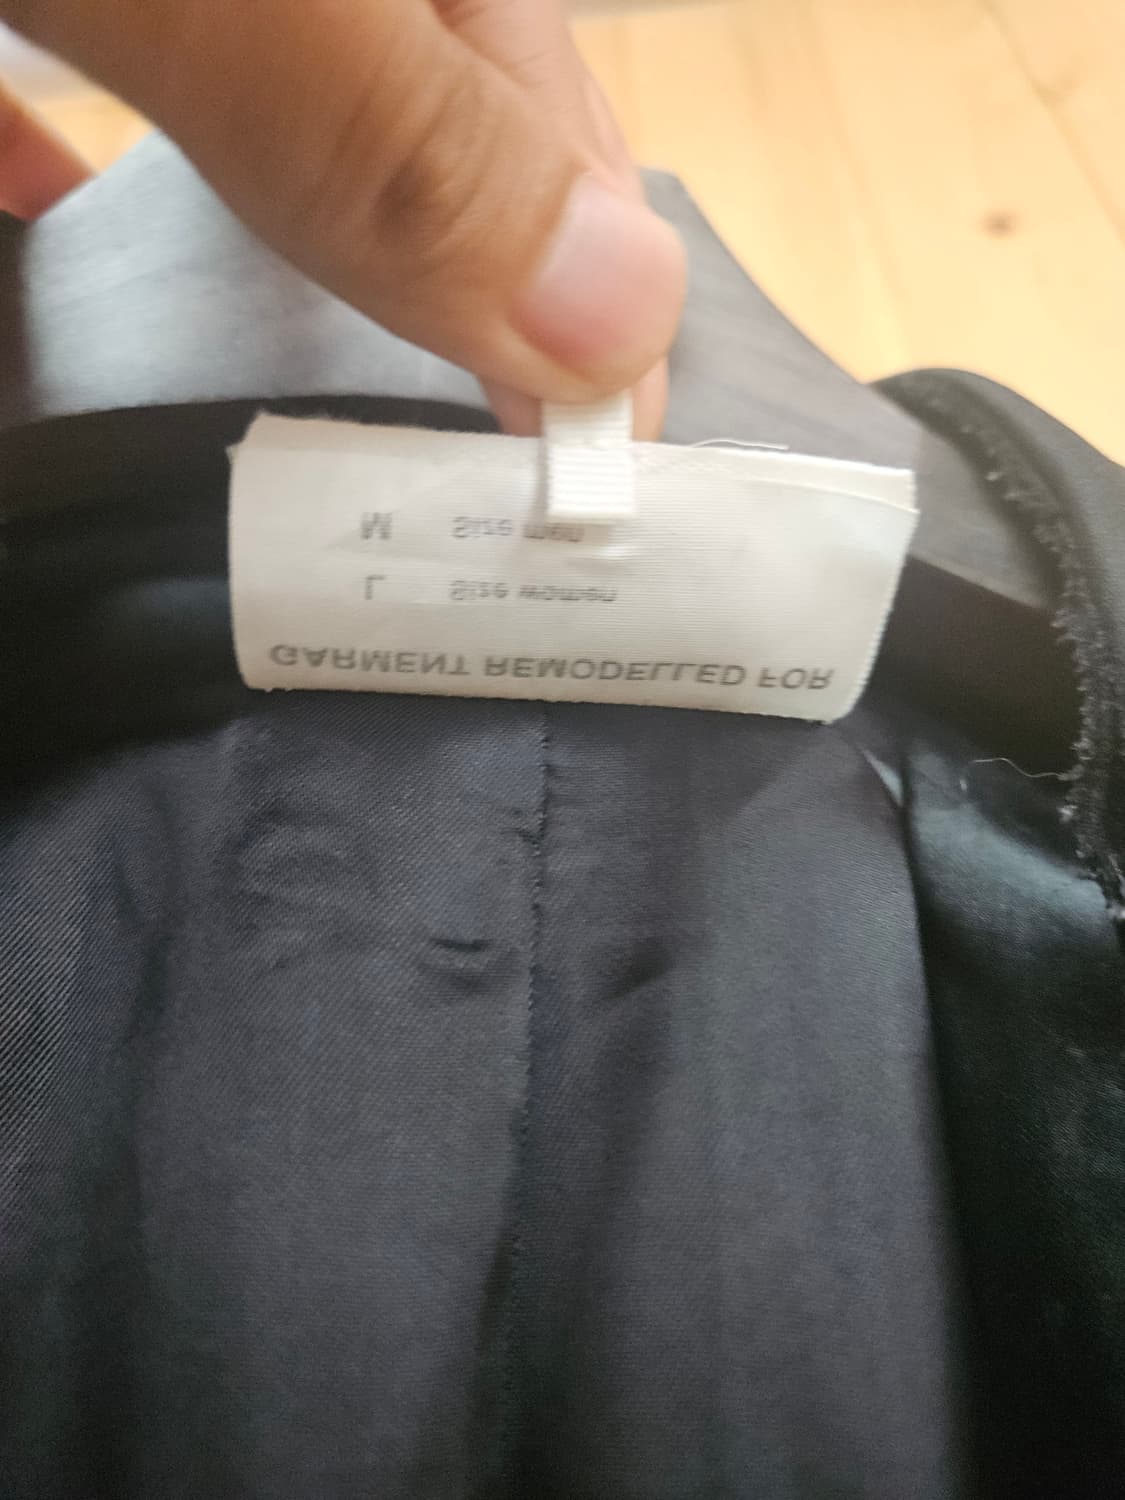 GARMENT REMODELLED FOR
L Size women
M Size men